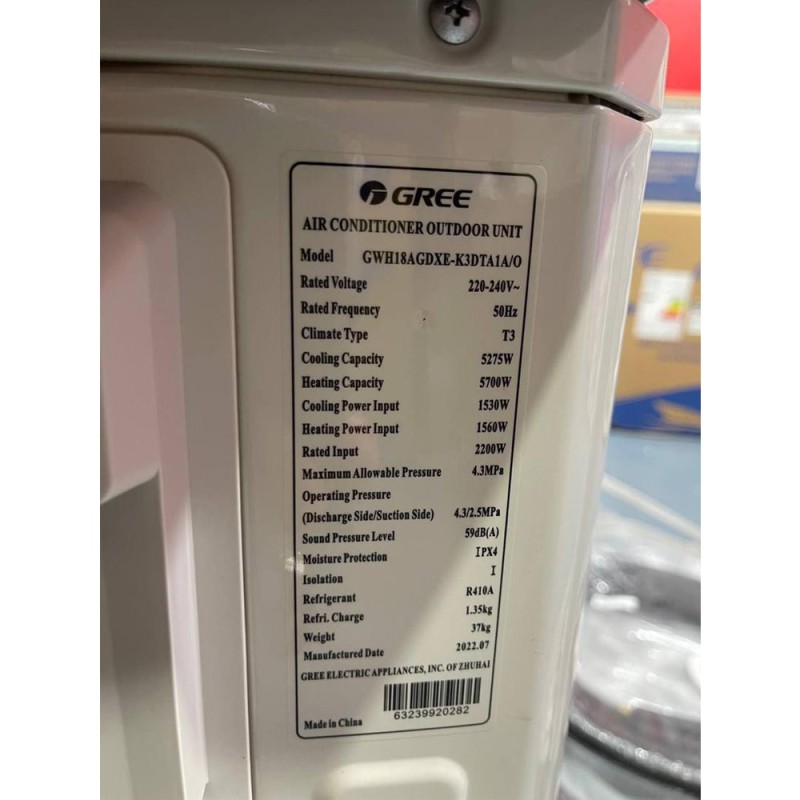 GREE
AIR CONDITIONER OUTDOOR UNIT
Model GWH18AGDXE-K3DTA1A/O
Rated Voltage 220-240V~
Rated Frequency 50Hz
Climate Type T3
Cooling Capacity 5275W
Heating Capacity 5700W
Cooling Power Input 1530W
Heating Power Input 1560W
Rated Input 2200W
Maximum Allowable Pressure 4.3MPa
Operating Pressure
(Discharge Side/Suction Side) 4.3/2.5MPa
Sound Pressure Level 59dB(A)
Moisture Protection IPX4
Isolation I
Refrigerant R410A
Refri. Charge 1.35kg
Weight 37kg
Manufactured Date 2022.07
GREE ELECTRIC APPLIANCES, INC. OF ZHUHAI
63239920282
Made in China